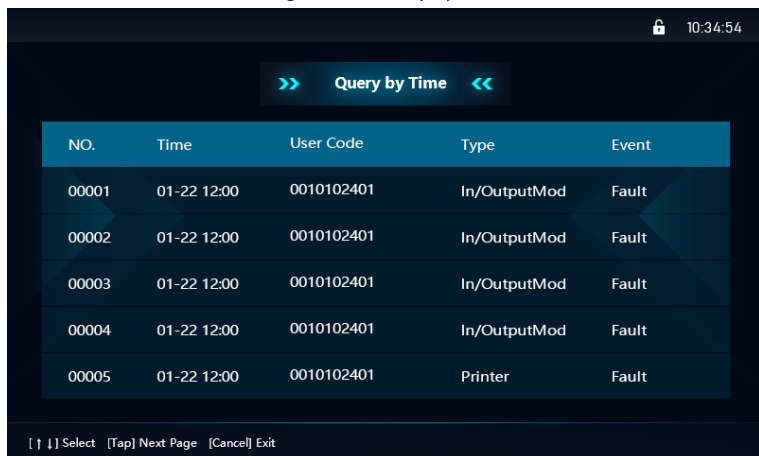 10:34:54
Query by Time
NO. Time User Code Type Event
00001 01-22 12:00 0010102401 In/OutputMod Fault
00002 01-22 12:00 0010102401 In/OutputMod Fault
00003 01-22 12:00 0010102401 In/OutputMod Fault
00004 01-22 12:00 0010102401 In/OutputMod Fault
00005 01-22 12:00 0010102401 Printer Fault
[↑↓] Select [Tap] Next Page [Cancel] Exit